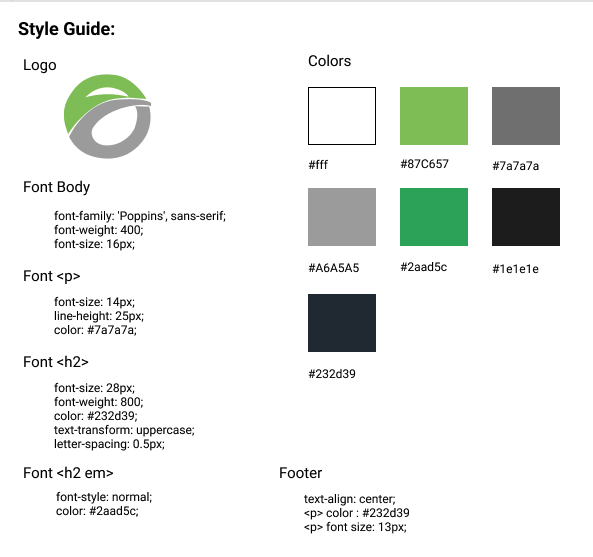 Style Guide:
Logo
Font Body
font-family: 'Poppins', sans-serif;
font-weight: 400;
font-size: 16px;
Font <p>
font-size: 14px;
line-height: 25px;
color: #7a7a7a;
Font <h2>
font-size: 28px;
font-weight: 800;
color: #232d39;
text-transform: uppercase;
letter-spacing: 0.5px;
Font <h2 em>
font-style: normal;
color: #2aad5c;
Colors
#fff
#87C657
#7a7a7a
#A6A5A5
#2aad5c
#1e1e1e
#232d39
Footer
text-align: center;
<p> color : #232d39
<p> font size: 13px;